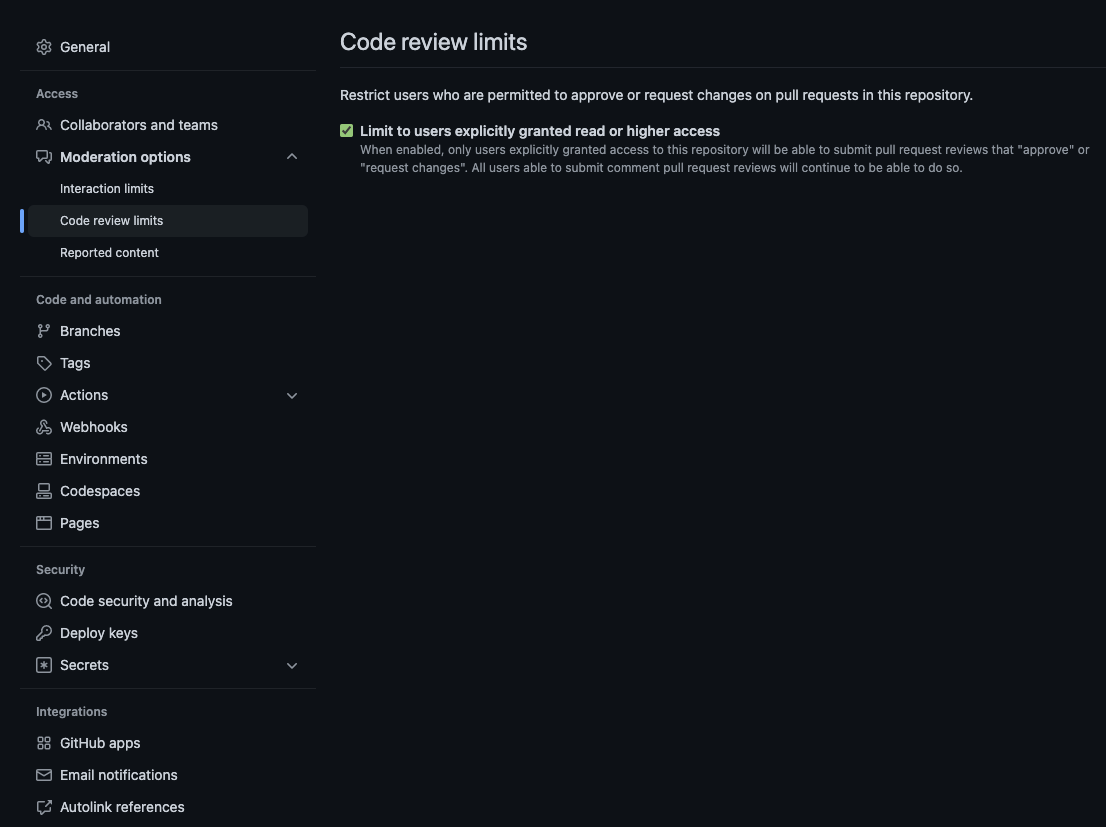 General
Access
Collaborators and teams
Moderation options
Interaction limits
Code review limits
Reported content
Code and automation
Branches
Tags
Actions
Webhooks
Environments
Codespaces
Pages
Security
Code security and analysis
Deploy keys
Secrets
Integrations
GitHub apps
Email notifications
Autolink references
Code review limits
Restrict users who are permitted to approve or request changes on pull requests in this repository.
Limit to users explicitly granted read or higher access
When enabled, only users explicitly granted access to this repository will be able to submit pull request reviews that "approve" or
"request changes". All users able to submit comment pull request reviews will continue to be able to do so.